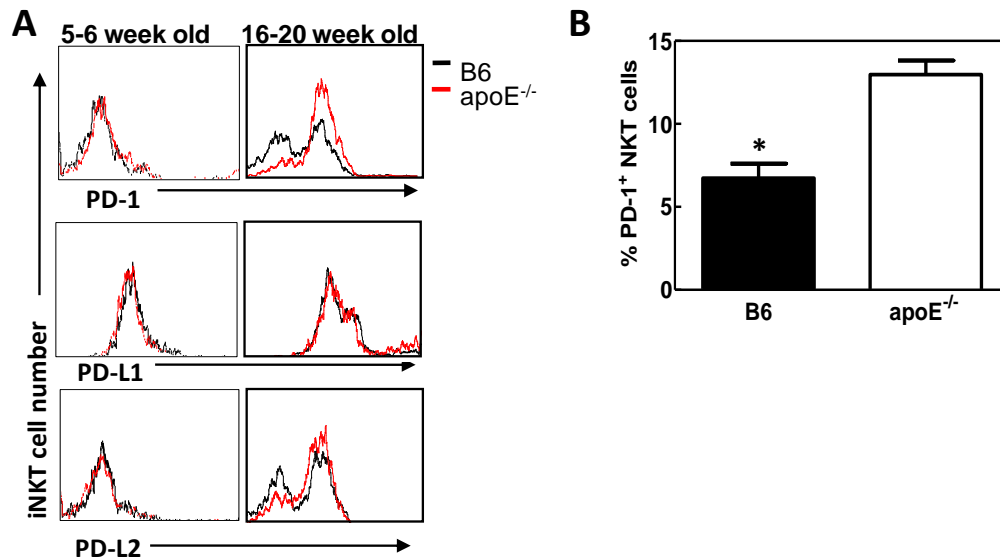 A
5-6 week old
16-20 week old
B6
apoE-/-
PD-1
PD-L1
PD-L2
iNKT cell number
B
% PD-1+ NKT cells
15
10
5
0
*
B6
apoE-/-